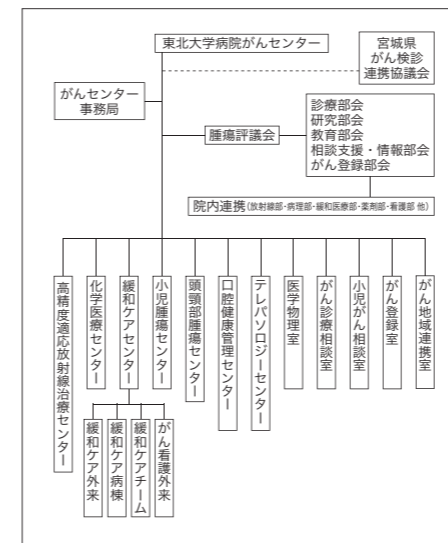 東北大学病院がんセンター
宮城県
がん検診
連携協議会
がんセンター
事務局
腫瘍評議会
診療部会
研究部会
教育部会
相談支援・情報部会
がん登録部会
院内連携(放射線部・病理部・緩和医療部・薬剤部・看護部 他)
高精度適応放射線治療センター
化学医療センター
緩和ケアセンター
小児腫瘍センター
頭頸部腫瘍センター
口腔健康管理センター
テレパソロジーセンター
医学物理室
がん診療相談室
小児がん相談室
がん登録室
がん地域連携室
緩和ケア外来
緩和ケア病棟
緩和ケアチーム
がん看護外来